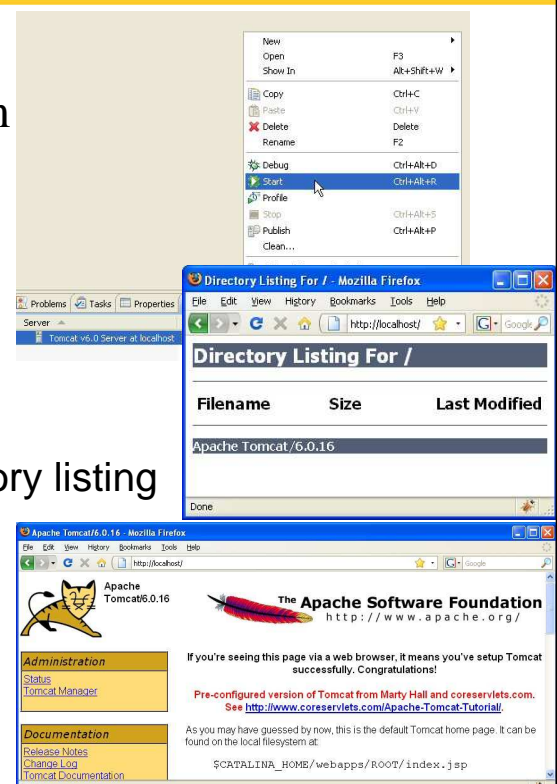 New
Open F3
Show In Alt+Shift+W
Copy Ctrl+C
Paste Ctrl+V
Delete Delete
Rename F2
Debug Ctrl+Alt+D
Start Ctrl+Alt+R
Profile
Stop Ctrl+Alt+S
Publish Ctrl+Alt+P
Clean...
Problems Tasks Properties
Server
Tomcat v6.0 Server at localhost
Directory Listing For / - Mozilla Firefox
File Edit View History Bookmarks Tools Help
http://localhost/ G Google
Directory Listing For /
Filename Size Last Modified
Apache Tomcat/6.0.16
Done
ory listing
Apache Tomcat/6.0.16 - Mozilla Firefox
File Edit View History Bookmarks Tools Help
http://localhost/ G Google
Apache
Tomcat/6.0.16
The Apache Software Foundation
http://www.apache.org/
Administration
Status
Tomcat Manager
Documentation
Release Notes
Change Log
Tomcat Documentation
If you're seeing this page via a web browser, it means you've setup Tomcat
successfully. Congratulations!
Pre-configured version of Tomcat from Marty Hall and coreservlets.com.
See http://www.coreservlets.com/Apache-Tomcat-Tutorial/.
As you may have guessed by now, this is the default Tomcat home page. It can be
found on the local filesystem at:
$CATALINA_HOME/webapps/ROOT/index.jsp